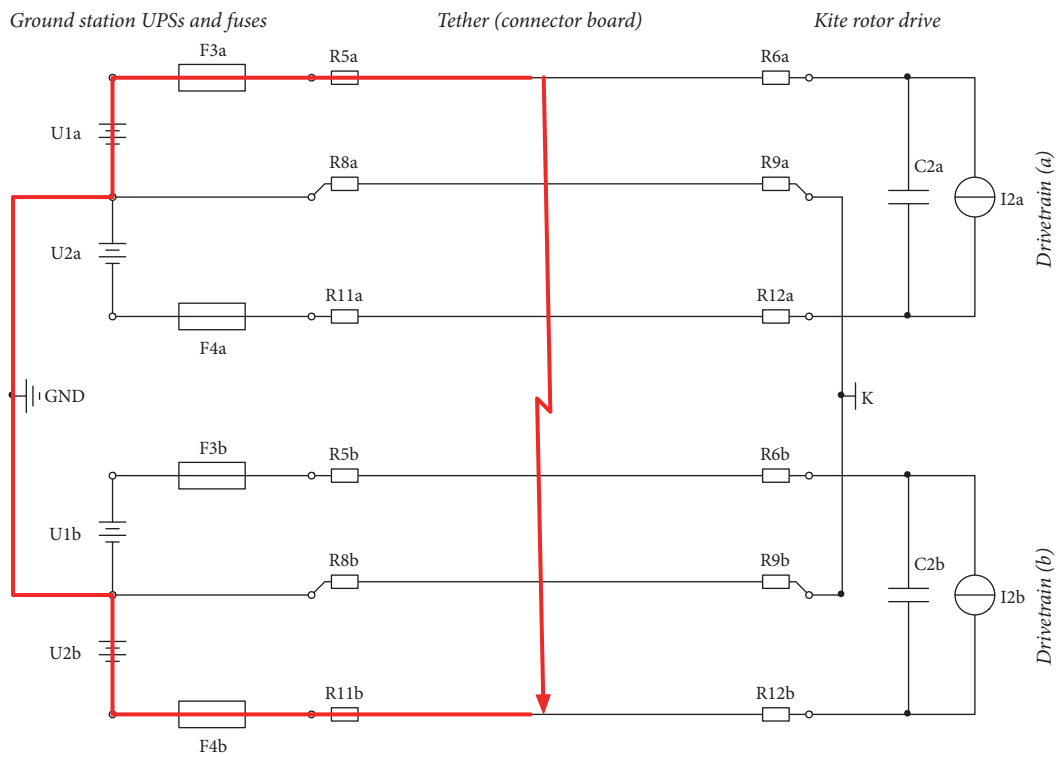 Ground station UPSs and fuses
Tether (connector board)
Kite rotor drive
F3a
R5a
R6a
U1a
R8a
R9a
C2a
I2a
Drivetrain (a)
U2a
R11a
R12a
F4a
GND
K
F3b
R5b
R6b
U1b
R8b
R9b
C2b
I2b
Drivetrain (b)
U2b
R11b
R12b
F4b